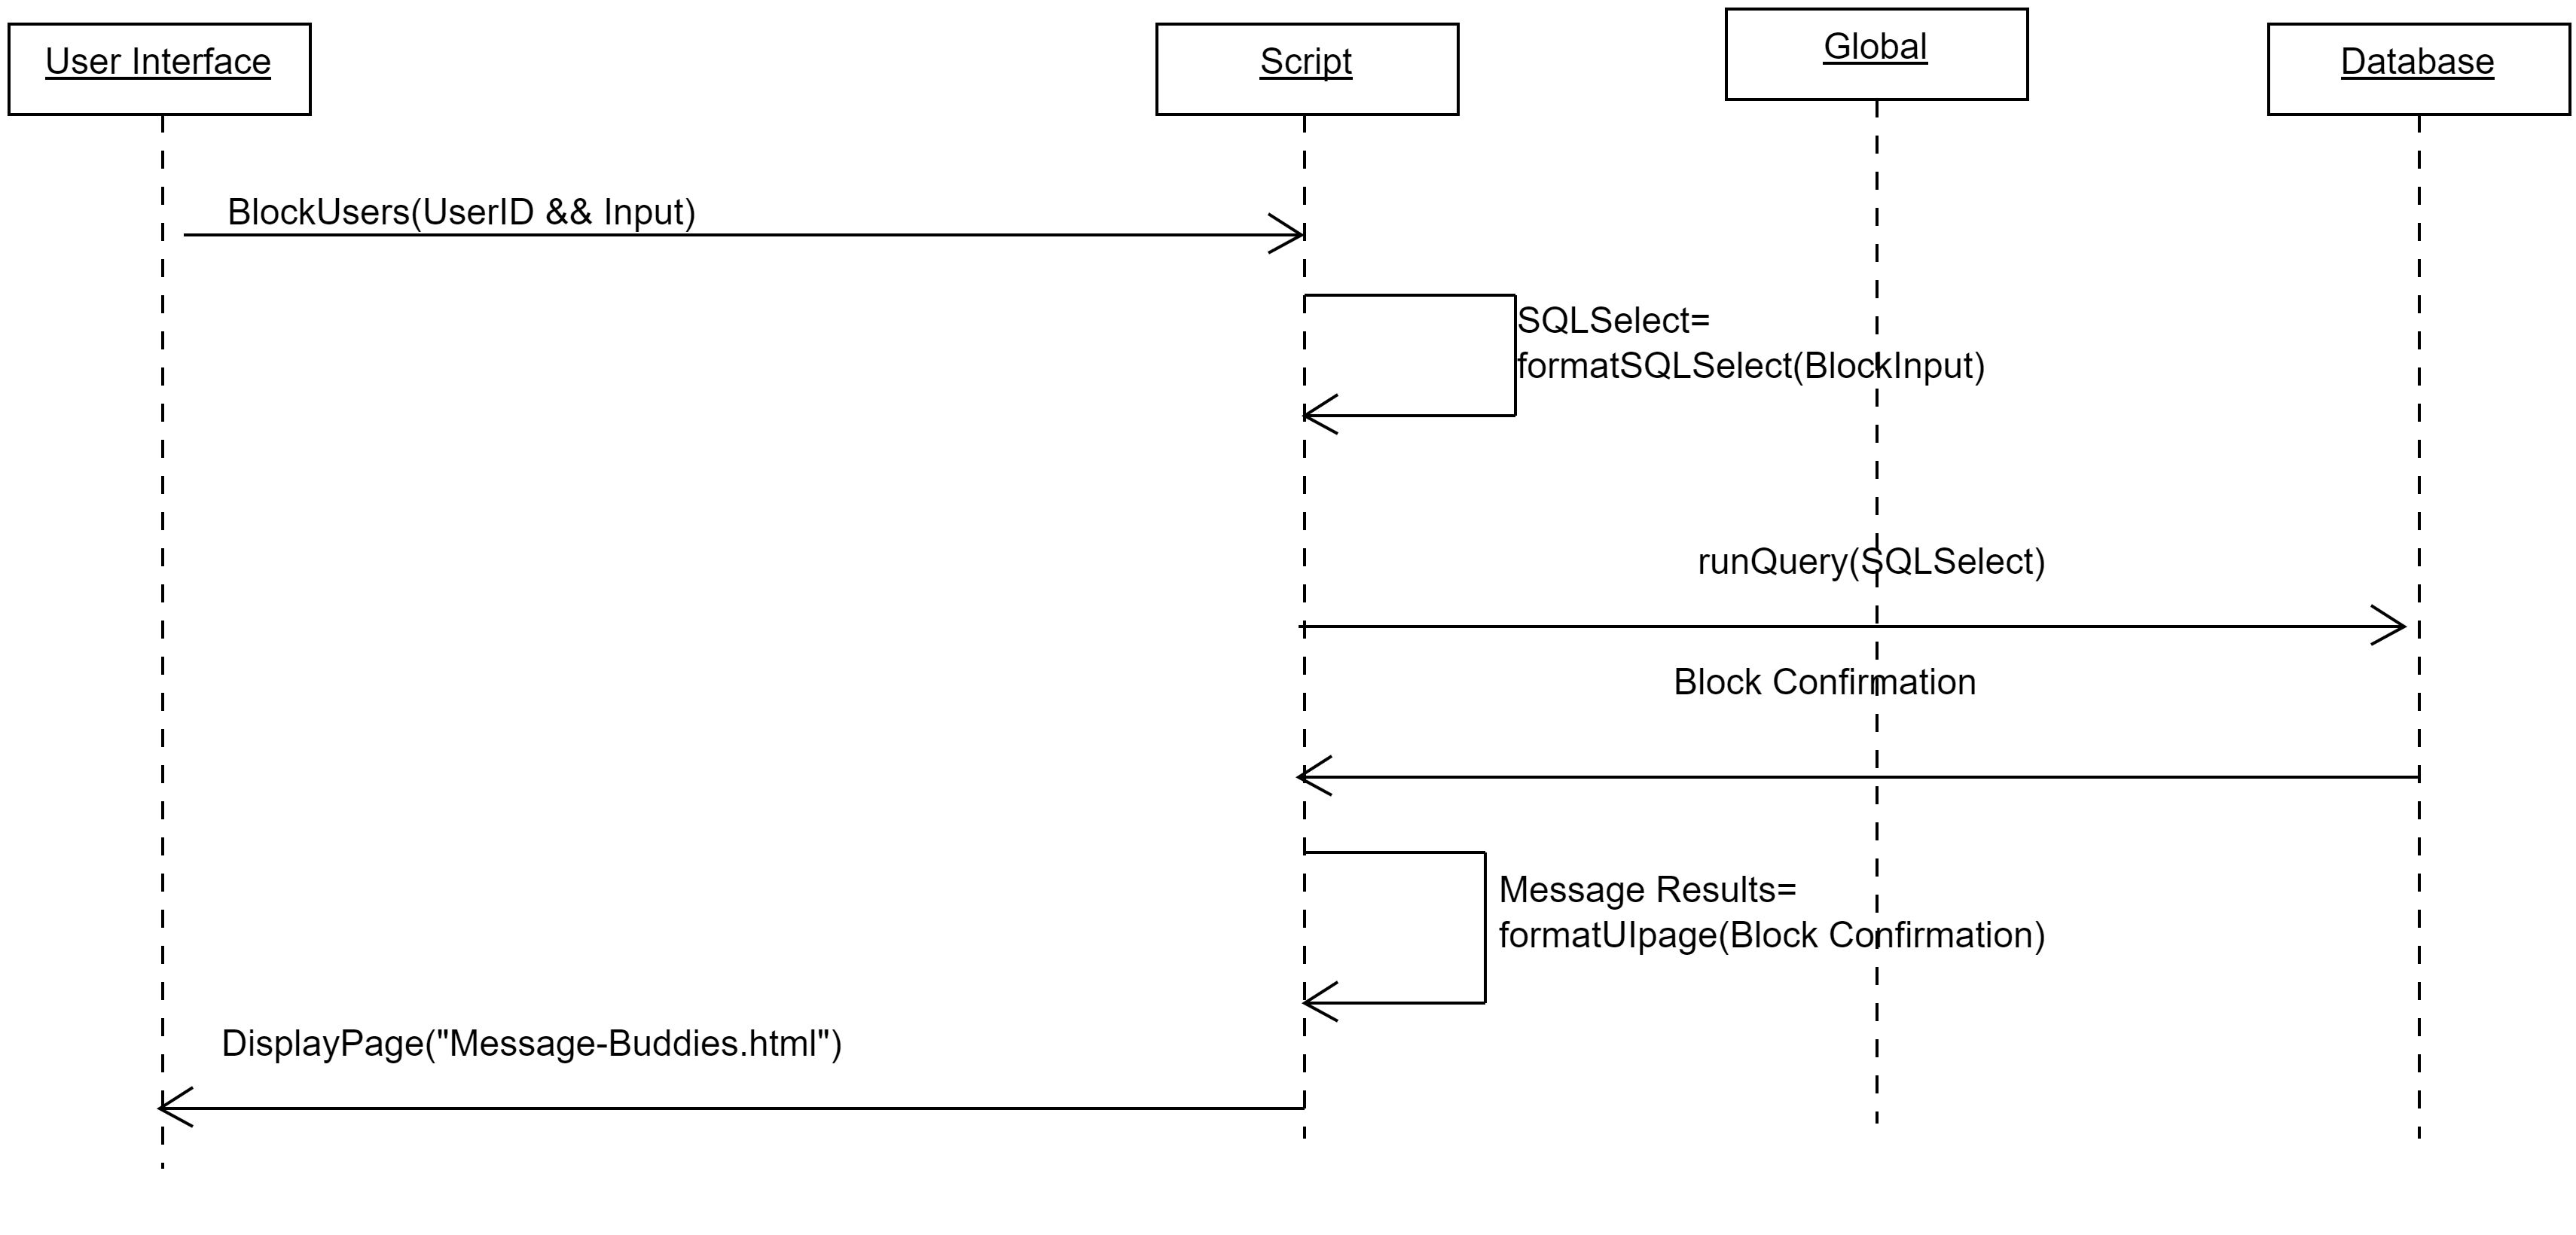 User Interface
Script
Global
Database
BlockUsers(UserID && Input)
SQLSelect=
formatSQLSelect(BlockInput)
runQuery(SQLSelect)
Block Confirmation
Message Results=
formatUIpage(Block Confirmation)
DisplayPage("Message-Buddies.html")